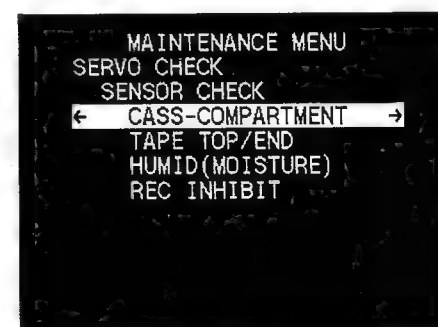 MAINTENANCE MENU
SERVO CHECK
SENSOR CHECK
← CASS-COMPARTMENT →
TAPE TOP/END
HUMID(MOISTURE)
REC INHIBIT